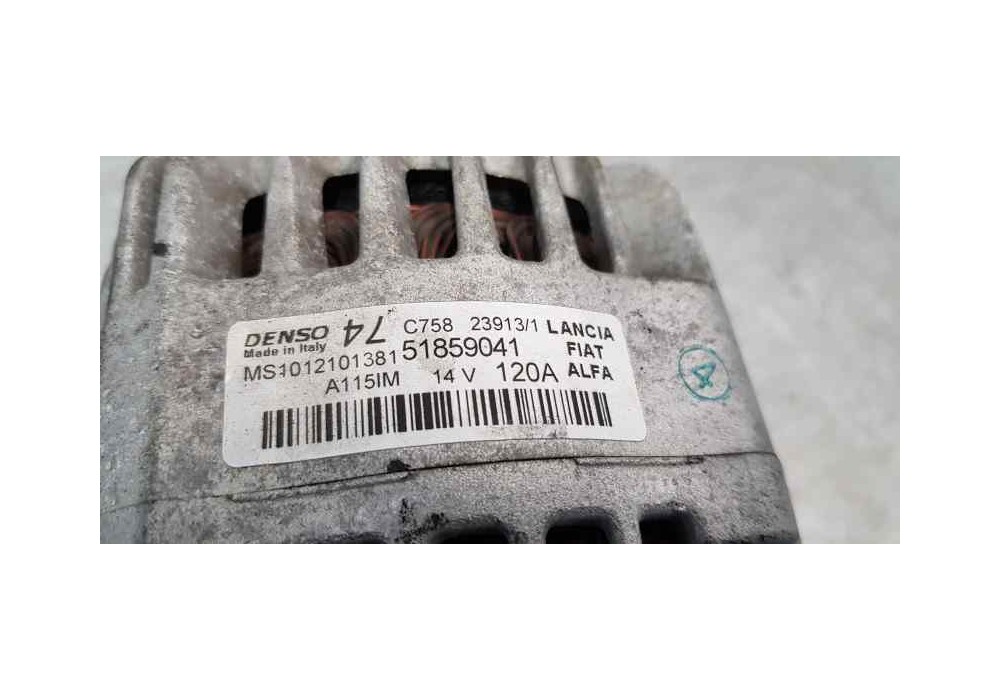 DENSO 74 C758 23913/1 LANCIA
Made in Italy
MS1012101381 51859041 FIAT
A115IM 14 V 120A ALFA
4